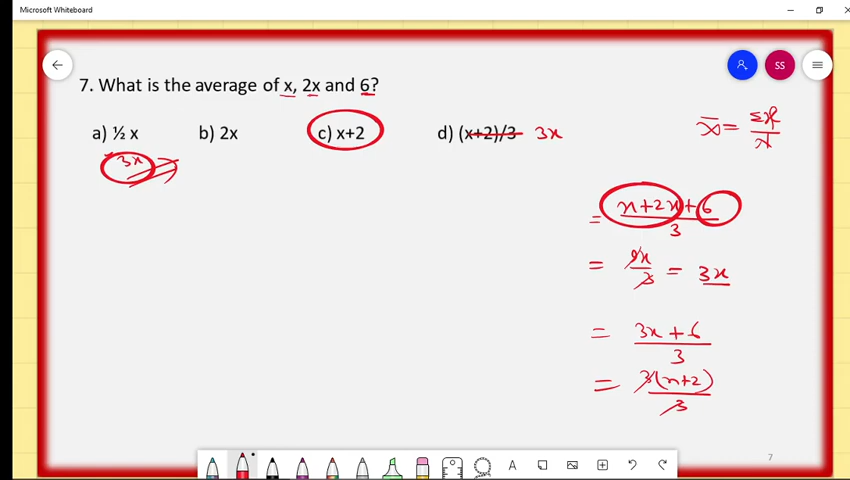 Microsoft Whiteboard
SS
7. What is the average of x, 2x and 6?
a) ½ x b) 2x c) x+2 d) (x+2)/3 3x
3x
x̄ = Σx / n
= x+2x+6 / 3
= 9x / 3 = 3x
= 3x+6 / 3
= 3(x+2) / 3
7